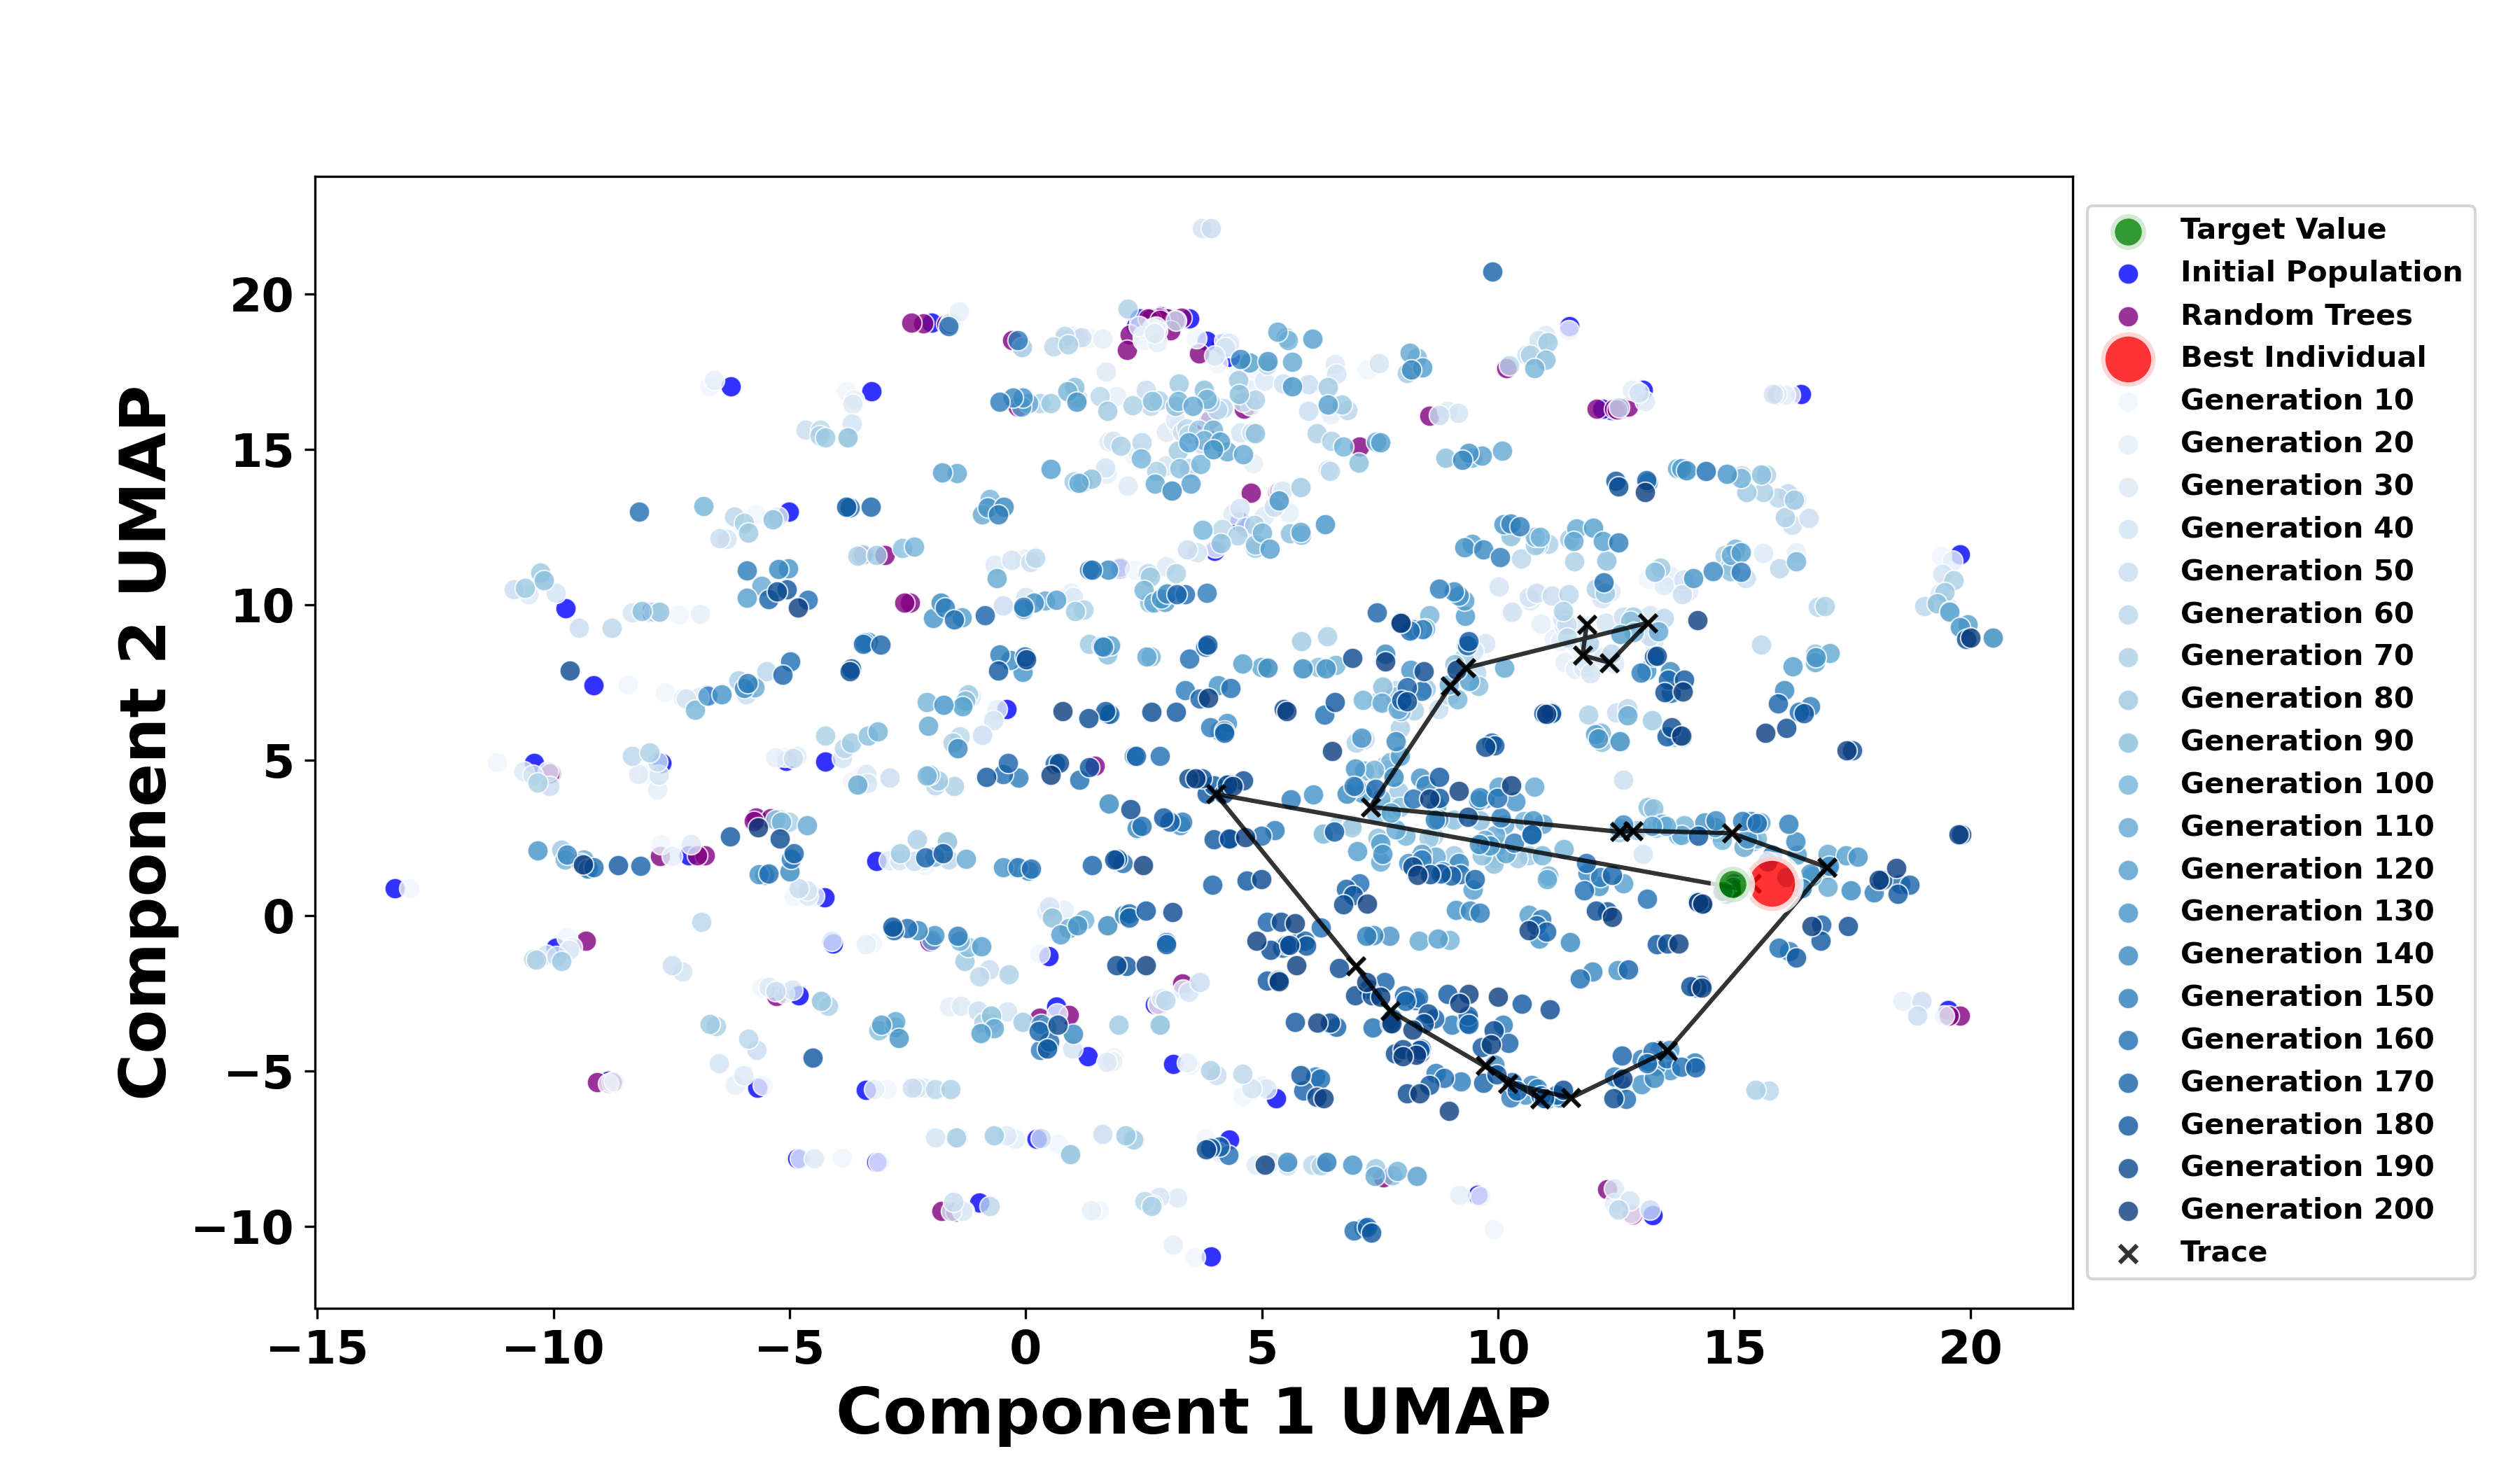 20
15
10
5
0
−5
−10
Component 2 UMAP
−15
−10
−5
0
5
10
15
20
Component 1 UMAP
Target Value
Initial Population
Random Trees
Best Individual
Generation 10
Generation 20
Generation 30
Generation 40
Generation 50
Generation 60
Generation 70
Generation 80
Generation 90
Generation 100
Generation 110
Generation 120
Generation 130
Generation 140
Generation 150
Generation 160
Generation 170
Generation 180
Generation 190
Generation 200
Trace